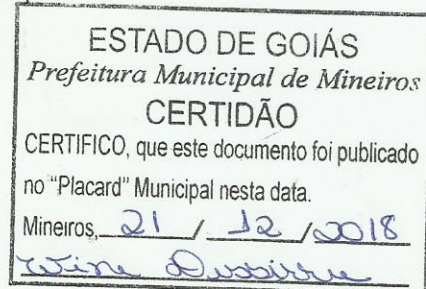 ESTADO DE GOIÁS
Prefeitura Municipal de Mineiros
CERTIDÃO
CERTIFICO, que este documento foi publicado
no "Placard" Municipal nesta data.
Mineiros, 21 / 12 / 2018